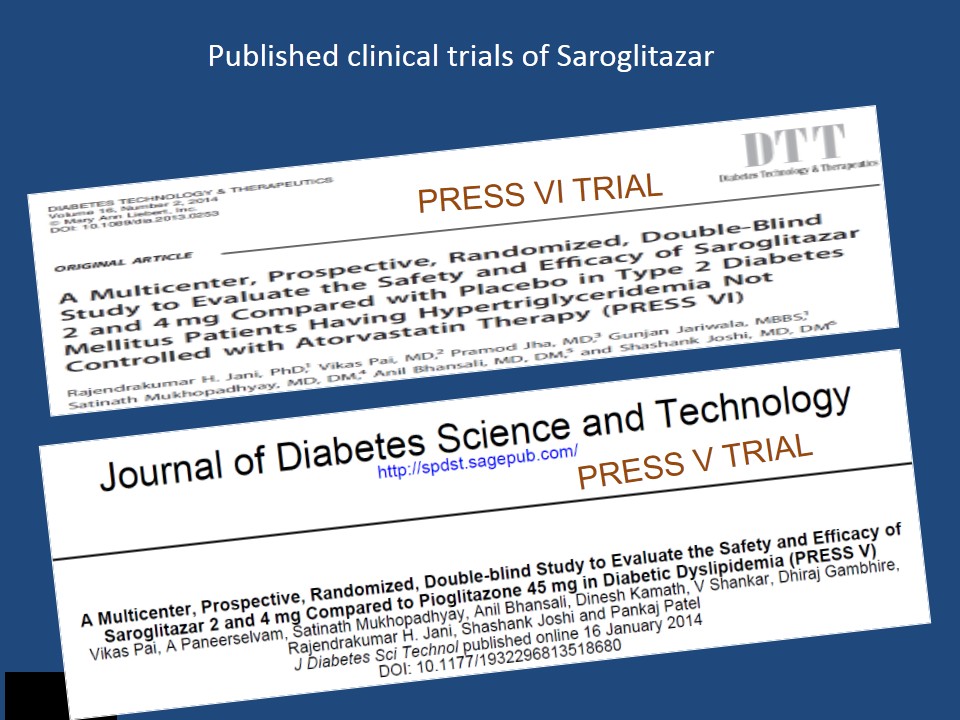 Published clinical trials of Saroglitazar
DIABETES TECHNOLOGY & THERAPEUTICS
Volume 16, Number 2, 2014
© Mary Ann Liebert, Inc.
DOI: 10.1089/dia.2013.0253
PRESS VI TRIAL
DTT
Diabetes Technology & Therapeutics
ORIGINAL ARTICLE
A Multicenter, Prospective, Randomized, Double-Blind
Study to Evaluate the Safety and Efficacy of Saroglitazar
2 and 4 mg Compared with Placebo in Type 2 Diabetes
Mellitus Patients Having Hypertriglyceridemia Not
Controlled with Atorvastatin Therapy (PRESS VI)
Rajendrakumar H. Jani, PhD,1 Vikas Pai, MD,2 Pramod Jha, MD,3 Gunjan Jariwala, MBBS,1
Satinath Mukhopadhyay, MD, DM,4 Anil Bhansali, MD, DM,5 and Shashank Joshi, MD, DM6
Journal of Diabetes Science and Technology
http://spdst.sagepub.com/
PRESS V TRIAL
A Multicenter, Prospective, Randomized, Double-blind Study to Evaluate the Safety and Efficacy of
Saroglitazar 2 and 4 mg Compared to Pioglitazone 45 mg in Diabetic Dyslipidemia (PRESS V)
Vikas Pai, A Paneerselvam, Satinath Mukhopadhyay, Anil Bhansali, Dinesh Kamath, V Shankar, Dhiraj Gambhire,
Rajendrakumar H. Jani, Shashank Joshi and Pankaj Patel
J Diabetes Sci Technol published online 16 January 2014
DOI: 10.1177/1932296813518680